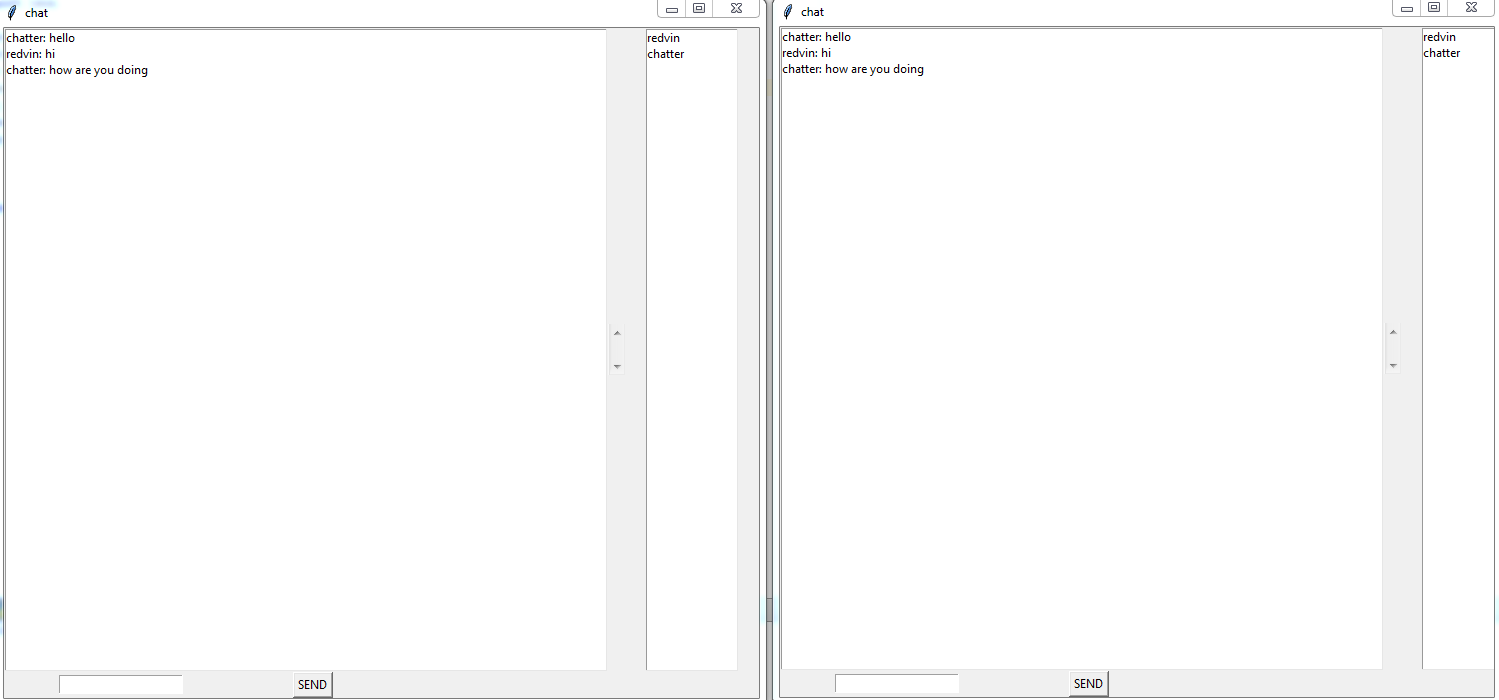 chat
chatter: hello
redvin: hi
chatter: how are you doing
redvin
chatter
SEND
chat
chatter: hello
redvin: hi
chatter: how are you doing
redvin
chatter
SEND